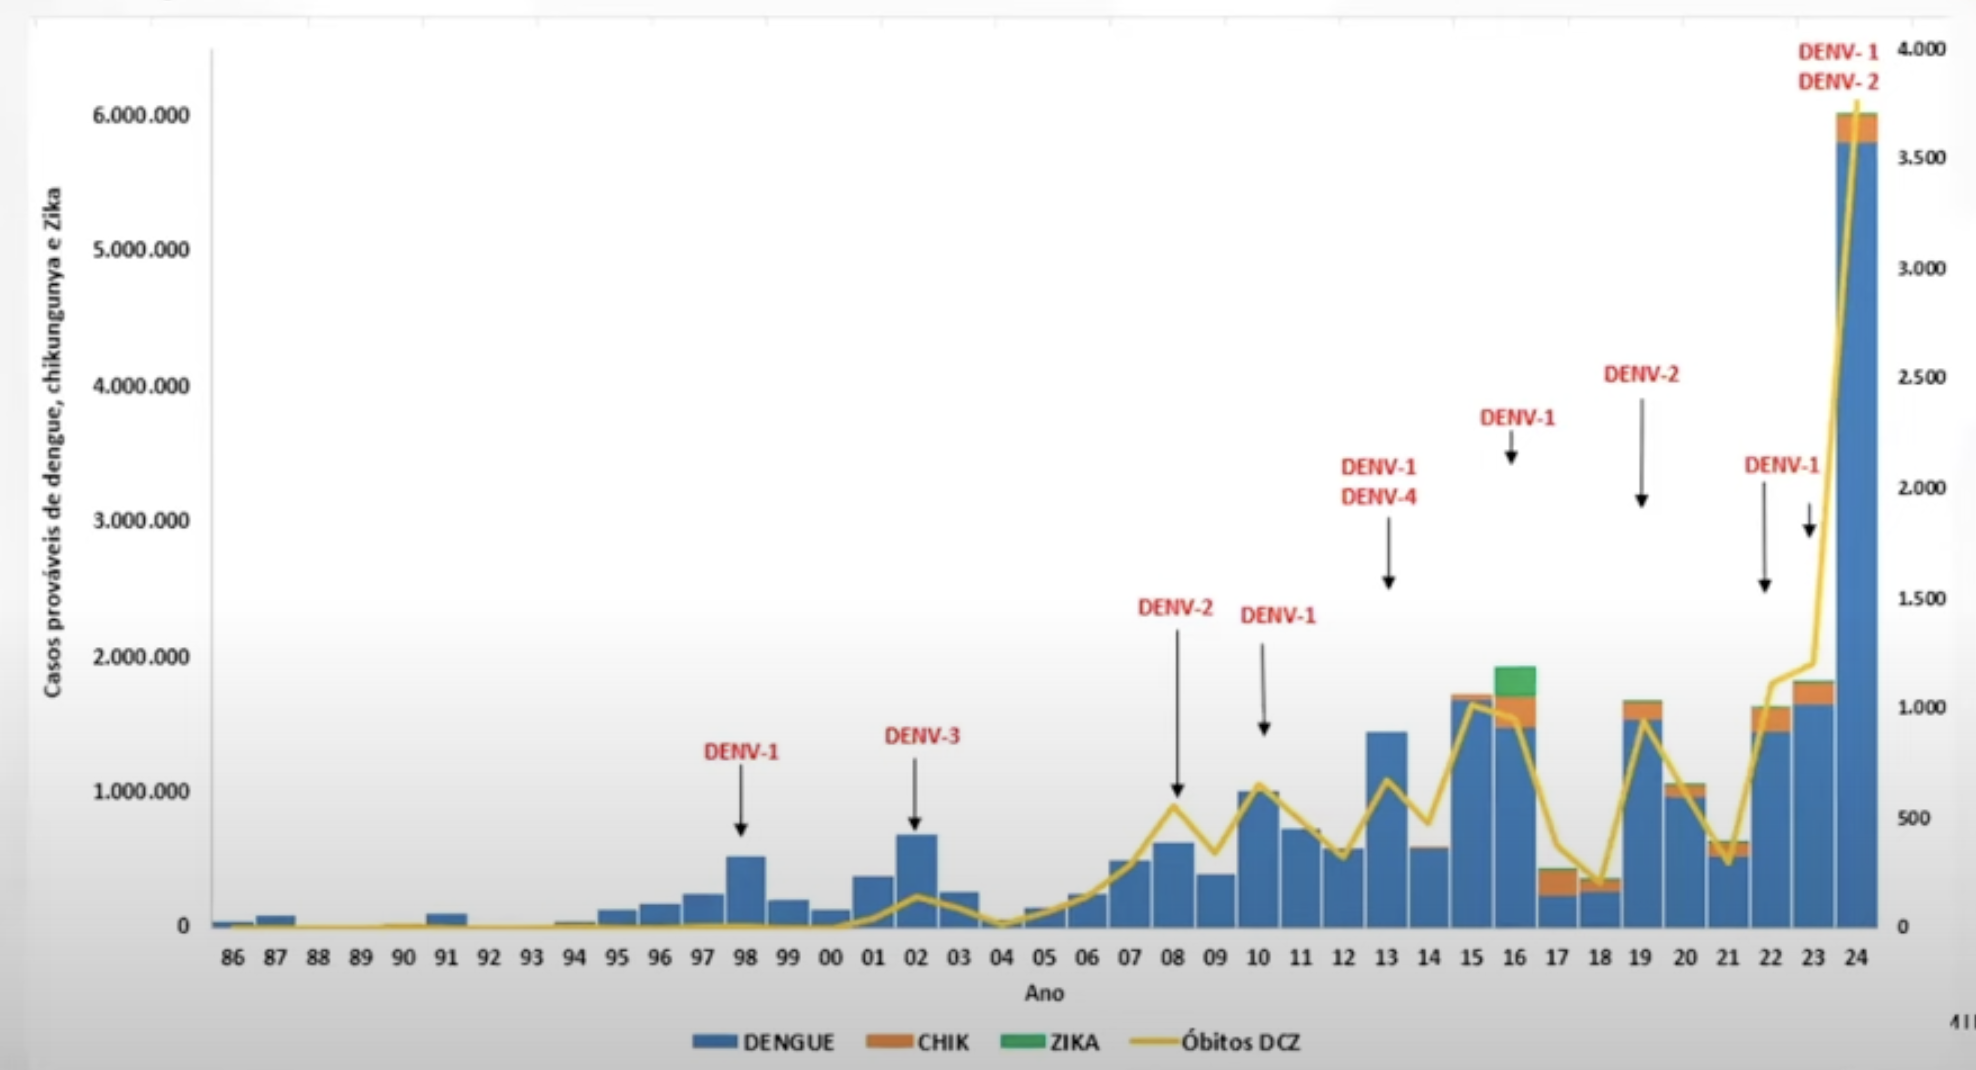 Casos prováveis de dengue, chikungunya e Zika
6.000.000
5.000.000
4.000.000
3.000.000
2.000.000
1.000.000
0
4.000
3.500
3.000
2.500
2.000
1.500
1.000
500
0
DENV-1
DENV-3
DENV-2
DENV-1
DENV-1
DENV-4
DENV-1
DENV-2
DENV-1
DENV- 1
DENV- 2
86 87 88 89 90 91 92 93 94 95 96 97 98 99 00 01 02 03 04 05 06 07 08 09 10 11 12 13 14 15 16 17 18 19 20 21 22 23 24
Ano
DENGUE CHIK ZIKA Óbitos DCZ